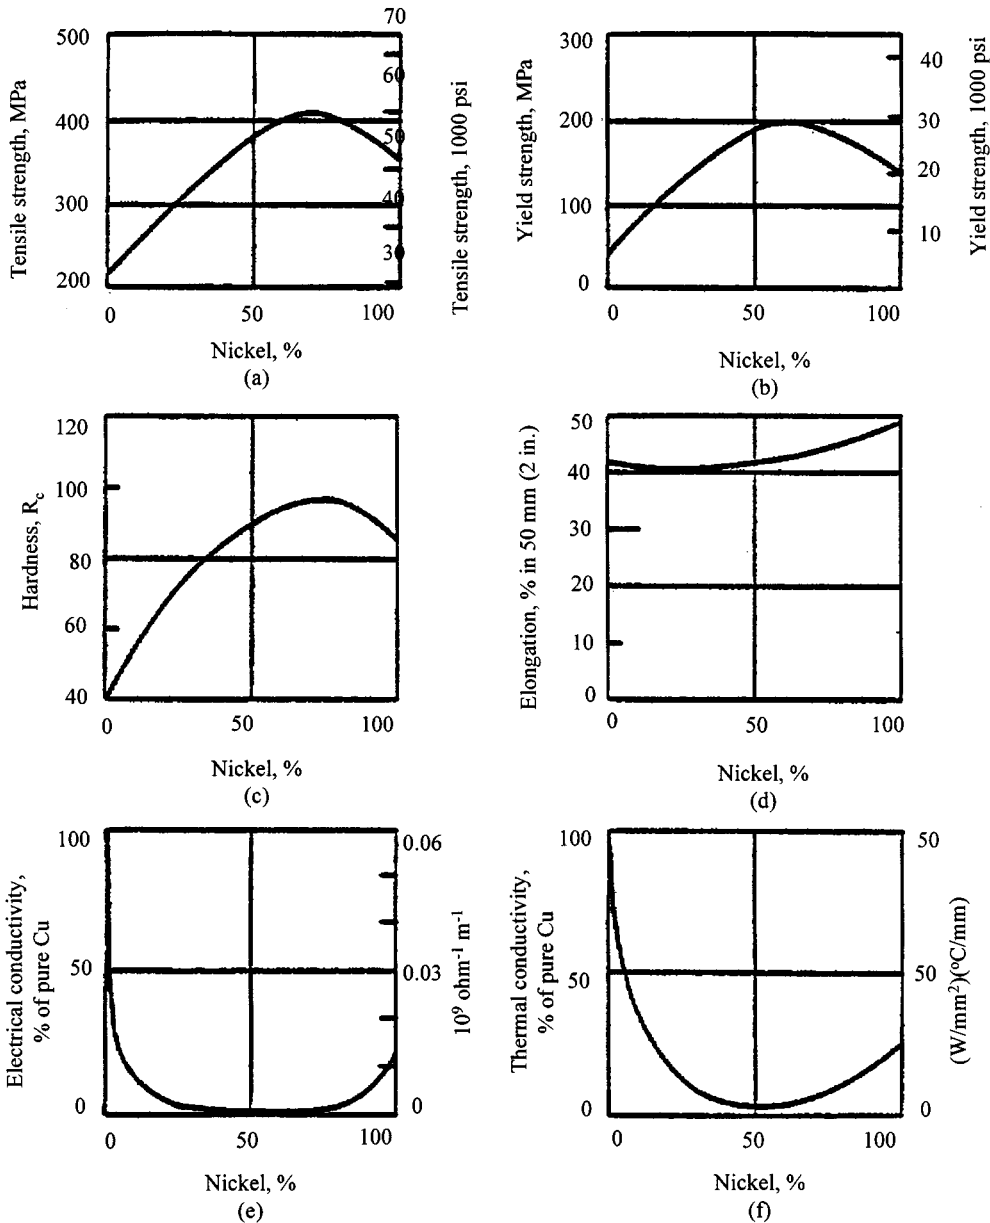 500
400
300
200
Tensile strength, MPa
70
60
50
40
30
Tensile strength, 1000 psi
0
50
100
Nickel, %
(a)
300
200
100
0
Yield strength, MPa
40
30
20
10
Yield strength, 1000 psi
0
50
100
Nickel, %
(b)
120
100
80
60
40
Hardness, Rc
0
50
100
Nickel, %
(c)
50
40
30
20
10
0
Elongation, % in 50 mm (2 in.)
0
50
100
Nickel, %
(d)
100
50
0
Electrical conductivity,
% of pure Cu
0.06
0.03
0
10⁹ ohm⁻¹ m⁻¹
0
50
100
Nickel, %
(e)
100
50
0
Thermal conductivity,
% of pure Cu
50
50
0
(W/mm²)(°C/mm)
0
50
100
Nickel, %
(f)